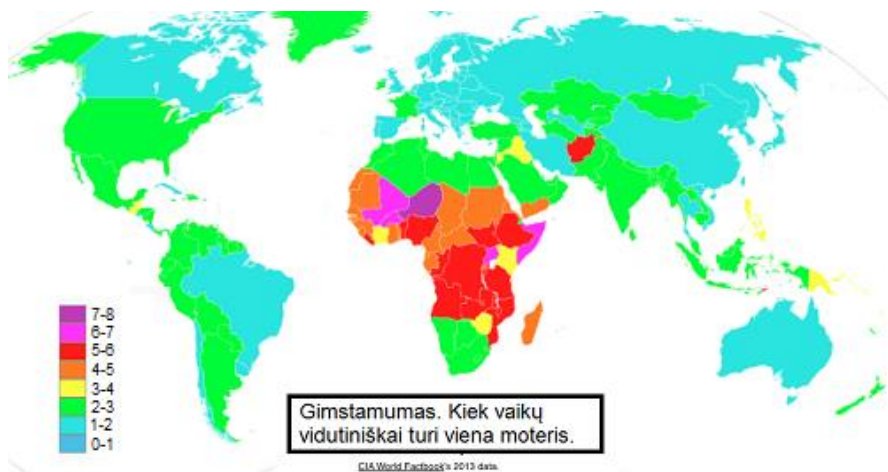 7-8
6-7
5-6
4-5
3-4
2-3
1-2
0-1
Gimstamumas. Kiek vaikų
vidutiniškai turi viena moteris.
CIA World Factbook's 2013 data.